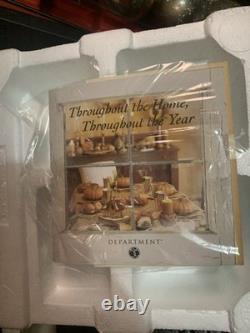 Throughout the Home,
Throughout the Year
DEPARTMENT